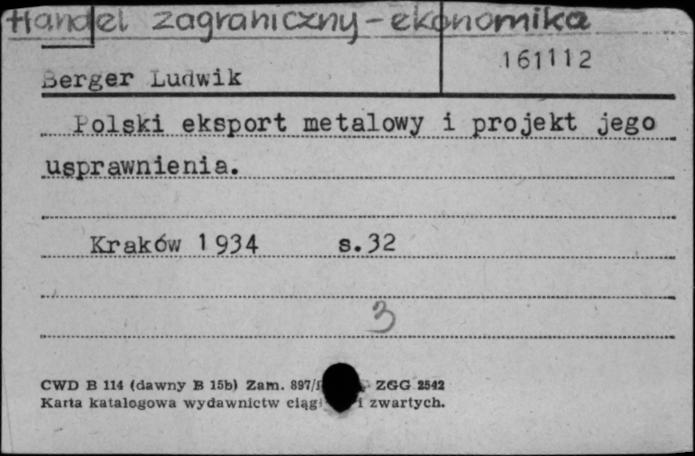 Handel zagraniczny - ekonomika
161112
Berger Ludwik
Polski eksport metalowy i projekt jego
usprawnienia.
Kraków 1934 s.32
3
CWD B 114 (dawny B 15b) Zam. 897/ ZGG 2542
Karta katalogowa wydawnictw i zwartych.